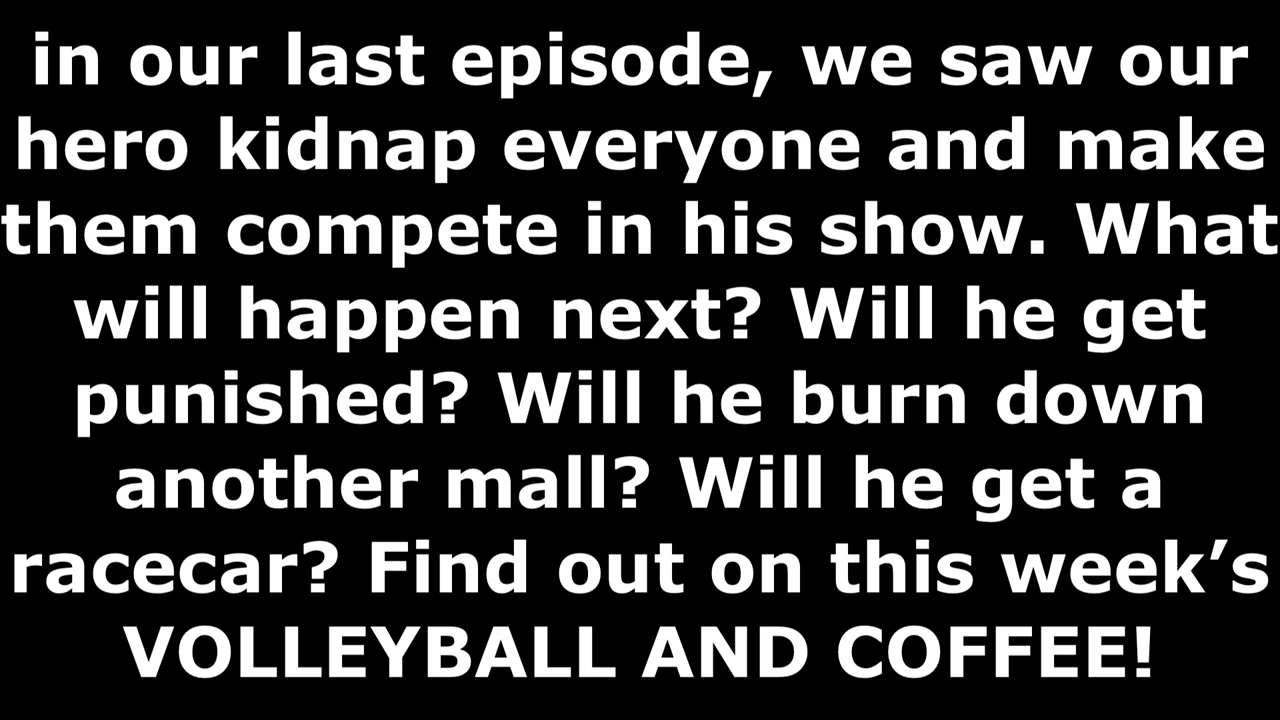 in our last episode, we saw our
hero kidnap everyone and make
them compete in his show. What
will happen next? Will he get
punished? Will he burn down
another mall? Will he get a
racecar? Find out on this week’s
VOLLEYBALL AND COFFEE!